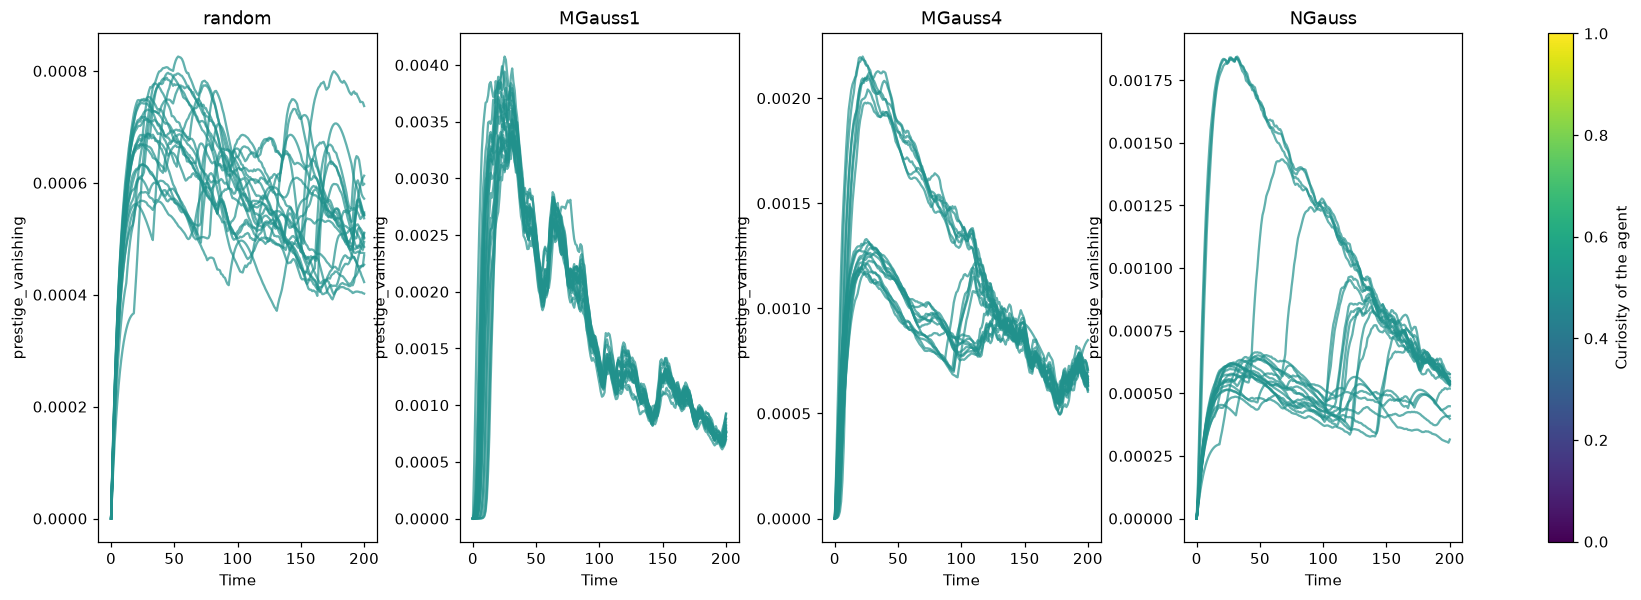 random
MGauss1
MGauss4
NGauss
0.0008
0.0006
0.0004
0.0002
0.0000
prestige_vanishing
0 50 100 150 200
Time
0.0040
0.0035
0.0030
0.0025
0.0020
0.0015
0.0010
0.0005
0.0000
prestige_vanishing
0 50 100 150 200
Time
0.0020
0.0015
0.0010
0.0005
0.0000
prestige_vanishing
0 50 100 150 200
Time
0.00175
0.00150
0.00125
0.00100
0.00075
0.00050
0.00025
0.00000
prestige_vanishing
0 50 100 150 200
Time
1.0
0.8
0.6
0.4
0.2
0.0
Curiosity of the agent